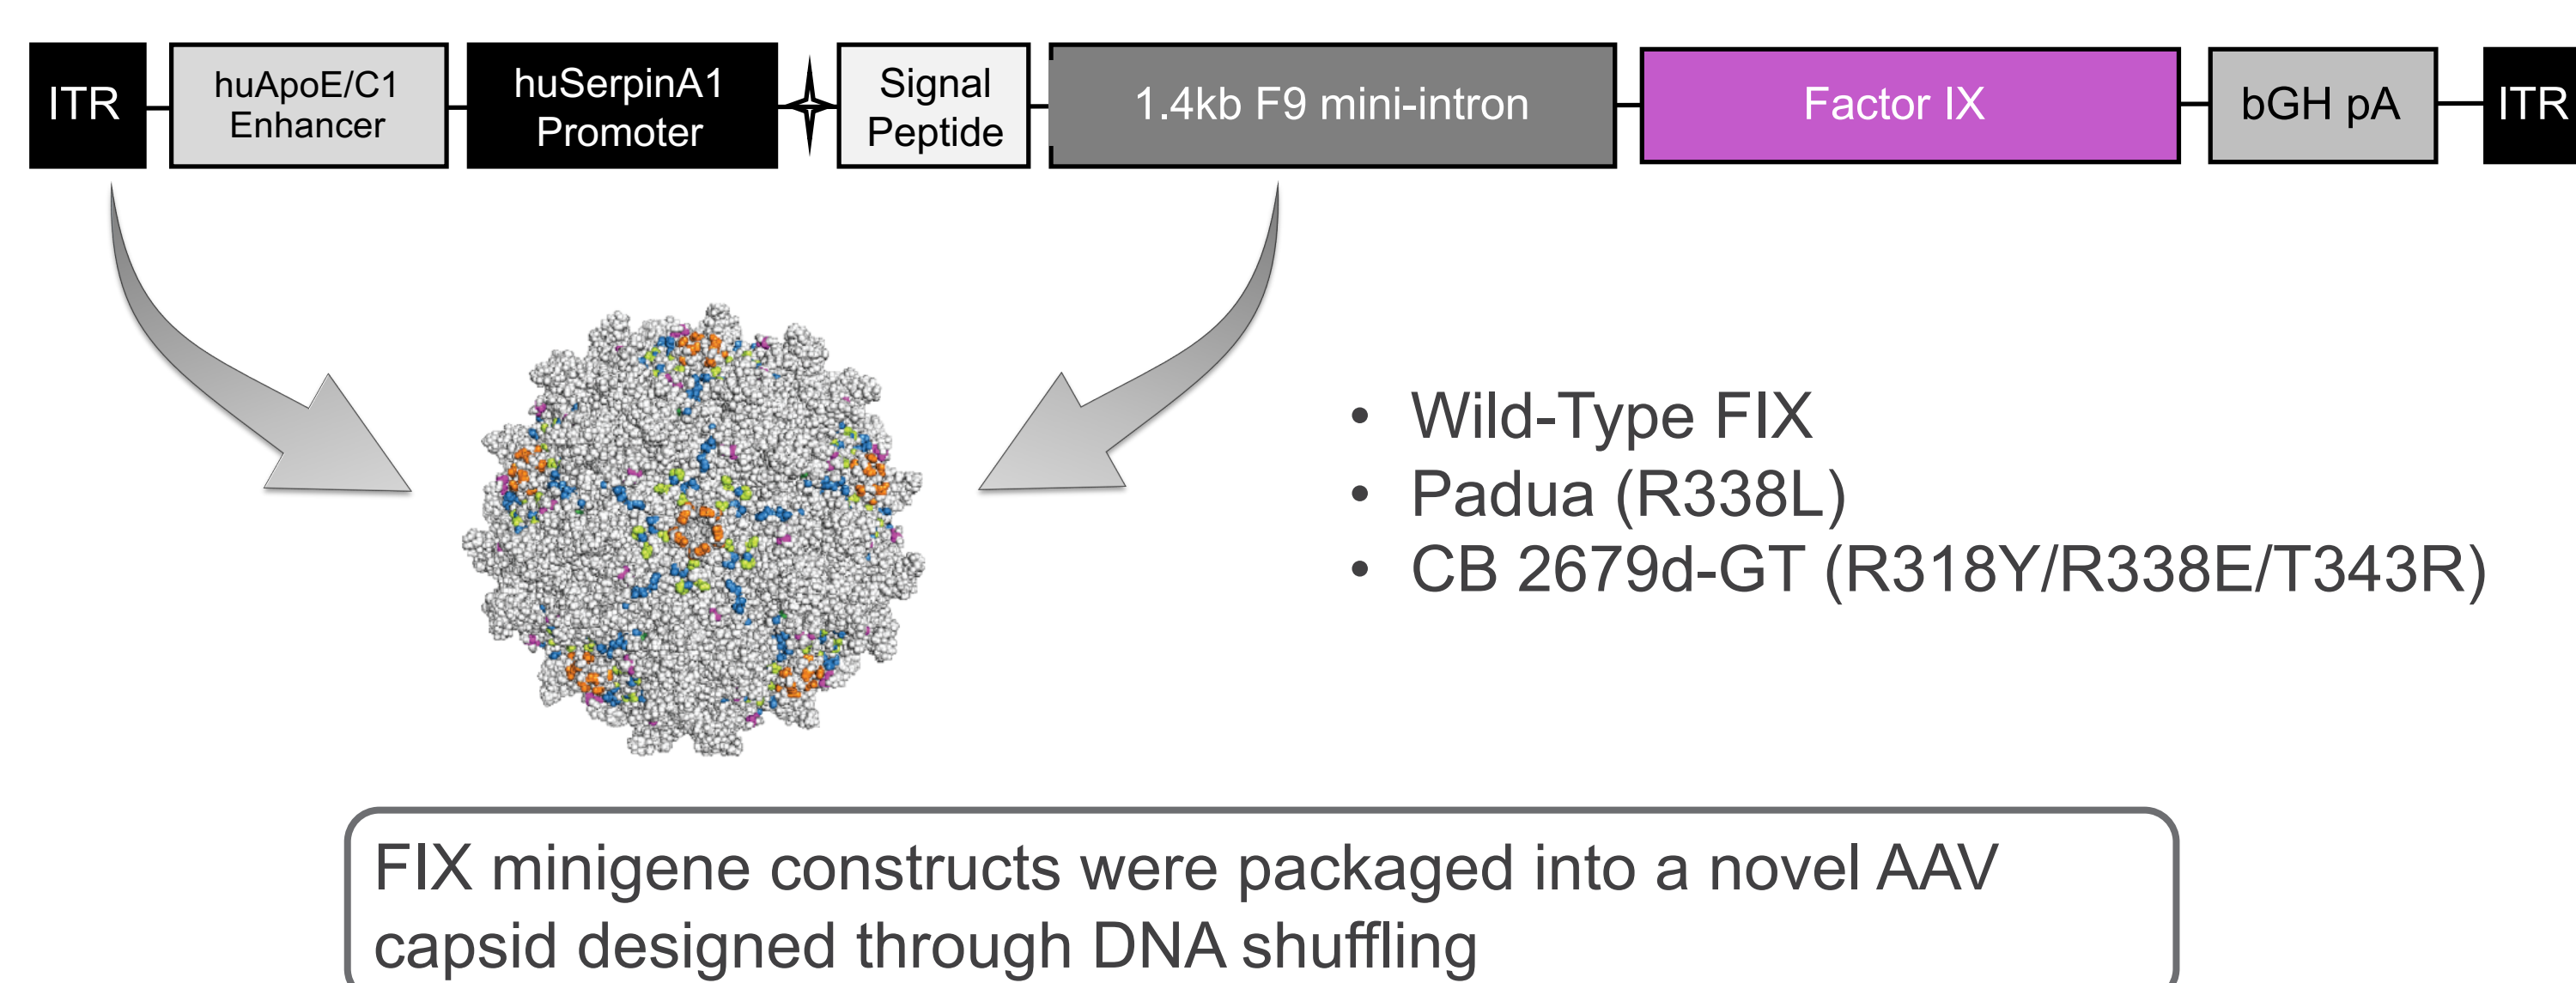 ITR
huApoE/C1
Enhancer
huSerpinA1
Promoter
Signal
Peptide
1.4kb F9 mini-intron
Factor IX
bGH pA
ITR
• Wild-Type FIX
• Padua (R338L)
• CB 2679d-GT (R318Y/R338E/T343R)
FIX minigene constructs were packaged into a novel AAV
capsid designed through DNA shuffling